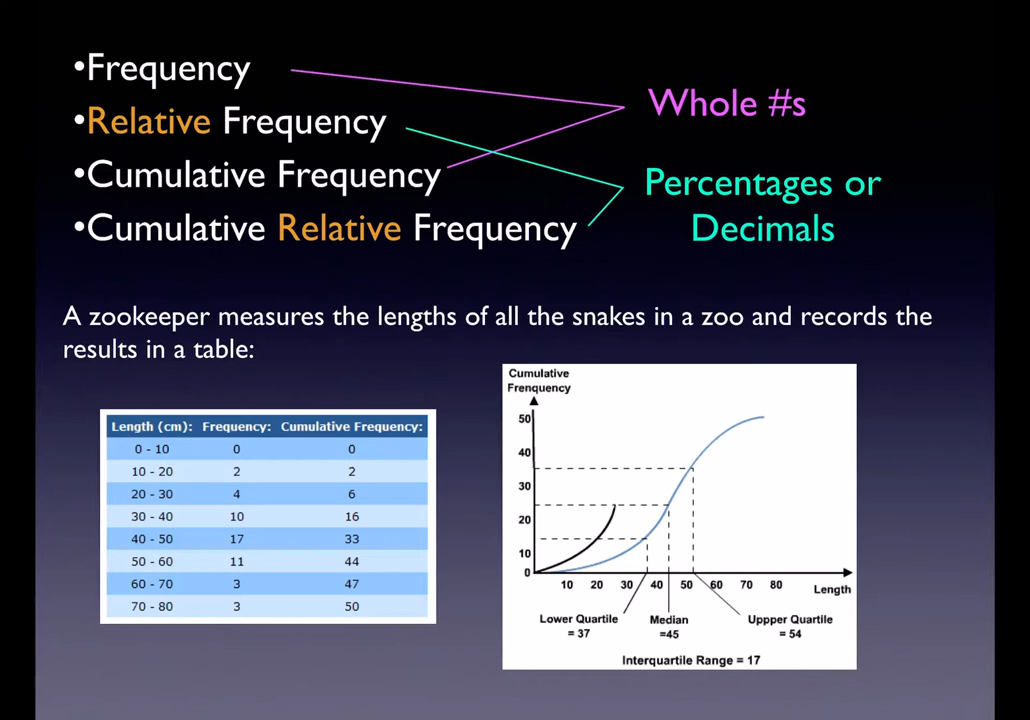 •Frequency
•Relative Frequency
•Cumulative Frequency
•Cumulative Relative Frequency
Whole #s
Percentages or
Decimals
A zookeeper measures the lengths of all the snakes in a zoo and records the
results in a table:
Length (cm): Frequency: Cumulative Frequency:
0 - 10 0 0
10 - 20 2 2
20 - 30 4 6
30 - 40 10 16
40 - 50 17 33
50 - 60 11 44
60 - 70 3 47
70 - 80 3 50
Cumulative
Frenquency
50
40
30
20
10
0
10 20 30 40 50 60 70 80
Length
Lower Quartile
= 37
Median
=45
Uppper Quartile
= 54
Interquartile Range = 17